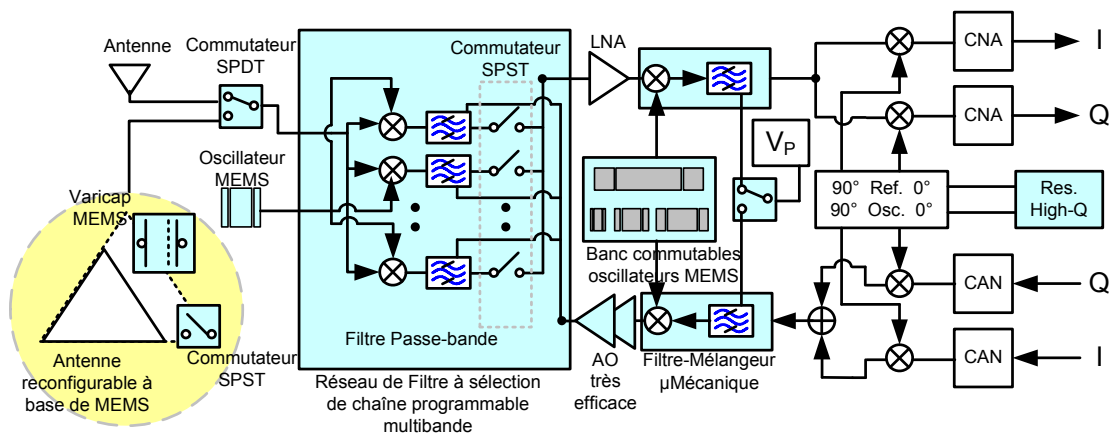 Antenne
Commutateur
SPDT
Commutateur
SPST
LNA
CNA
I
CNA
Q
V_P
Oscillateur
MEMS
Varicap
MEMS
90° Ref. 0°
90° Osc. 0°
Res.
High-Q
Banc commutables
oscillateurs MEMS
CAN
Q
CAN
I
Filtre Passe-bande
Commutateur
SPST
Antenne
reconfigurable à
base de MEMS
Réseau de Filtre à sélection
de chaîne programmable
multibande
AO
très
efficace
Filtre-Mélangeur
µMécanique